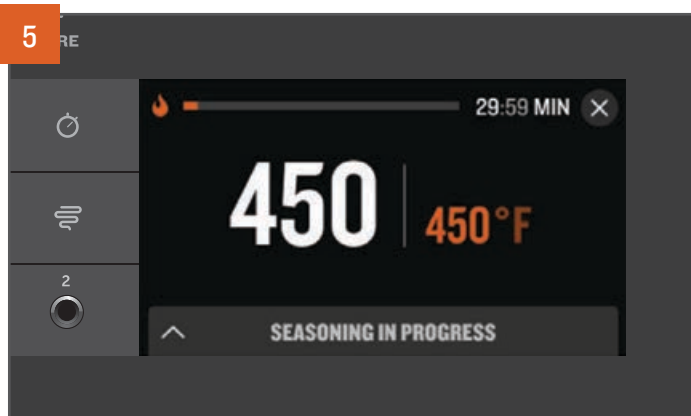 5
RE
29:59 MIN
450 450°F
2
SEASONING IN PROGRESS